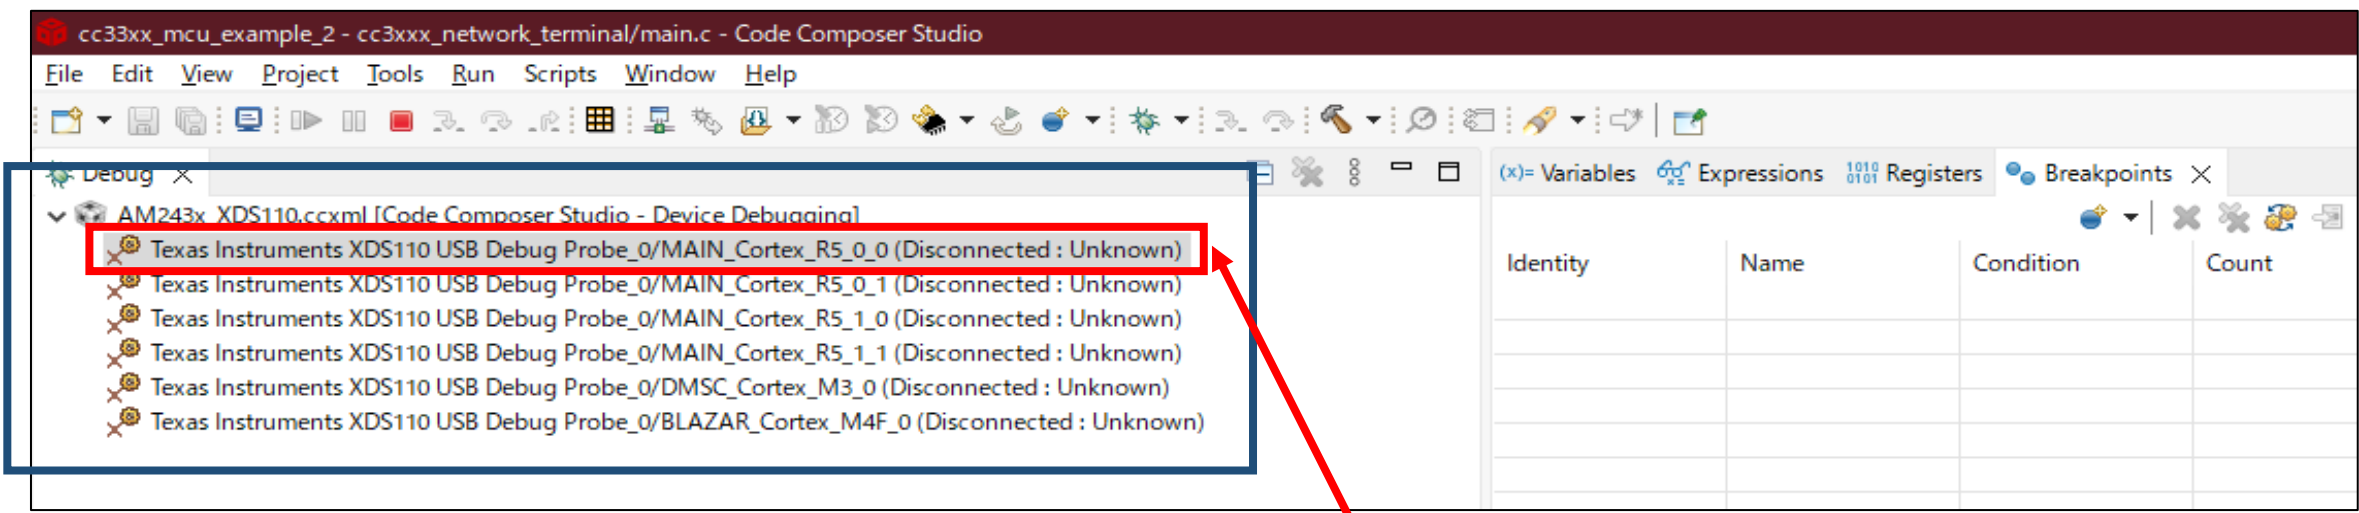 cc33xx_mcu_example_2 - cc3xxx_network_terminal/main.c - Code Composer Studio
File Edit View Project Tools Run Scripts Window Help
Debug
(x)= Variables Expressions 1010 0101 Registers Breakpoints
AM243x_XDS110.ccxml [Code Composer Studio - Device Debugging]
Texas Instruments XDS110 USB Debug Probe_0/MAIN_Cortex_R5_0_0 (Disconnected : Unknown)
Texas Instruments XDS110 USB Debug Probe_0/MAIN_Cortex_R5_0_1 (Disconnected : Unknown)
Texas Instruments XDS110 USB Debug Probe_0/MAIN_Cortex_R5_1_0 (Disconnected : Unknown)
Texas Instruments XDS110 USB Debug Probe_0/MAIN_Cortex_R5_1_1 (Disconnected : Unknown)
Texas Instruments XDS110 USB Debug Probe_0/DMSC_Cortex_M3_0 (Disconnected : Unknown)
Texas Instruments XDS110 USB Debug Probe_0/BLAZAR_Cortex_M4F_0 (Disconnected : Unknown)
Identity Name Condition Count